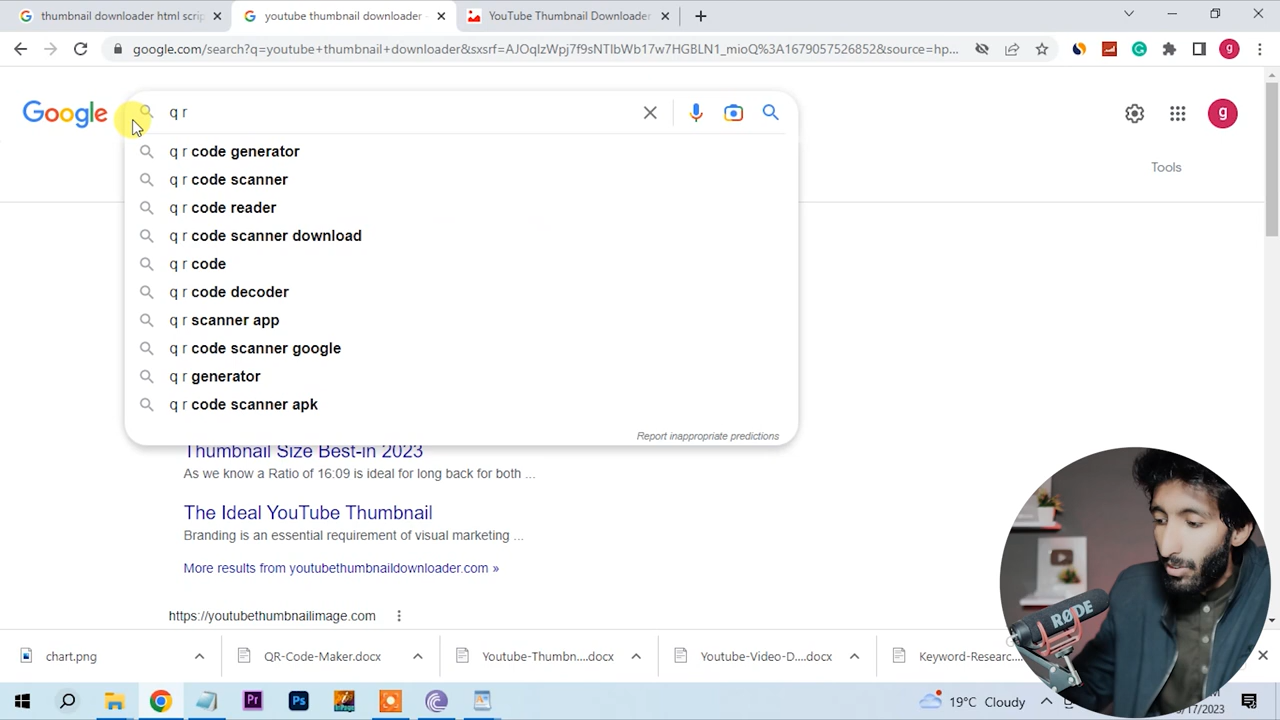 thumbnail downloader html scrip
youtube thumbnail downloader -
YouTube Thumbnail Downloader
google.com/search?q=youtube+thumbnail+downloader&sxsrf=AJOqlzWpj7f9sNTIbWb17w7HGBLN1_mioQ%3A1679057526852&source=hp...
g
Google
q r
g
q r code generator
q r code scanner
Tools
q r code reader
q r code scanner download
q r code
q r code decoder
q r scanner app
q r code scanner google
q r generator
q r code scanner apk
Report inappropriate predictions
Thumbnail Size Best-in 2023
As we know a Ratio of 16:09 is ideal for long back for both ...
The Ideal YouTube Thumbnail
Branding is an essential requirement of visual marketing ...
More results from youtubethumbnaildownloader.com »
https://youtubethumbnailimage.com
RØDE
chart.png
QR-Code-Maker.docx
Youtube-Thumbn....docx
Youtube-Video-D....docx
Keyword-Researc...
Pr
Ps
19°C Cloudy
M
/17/2023